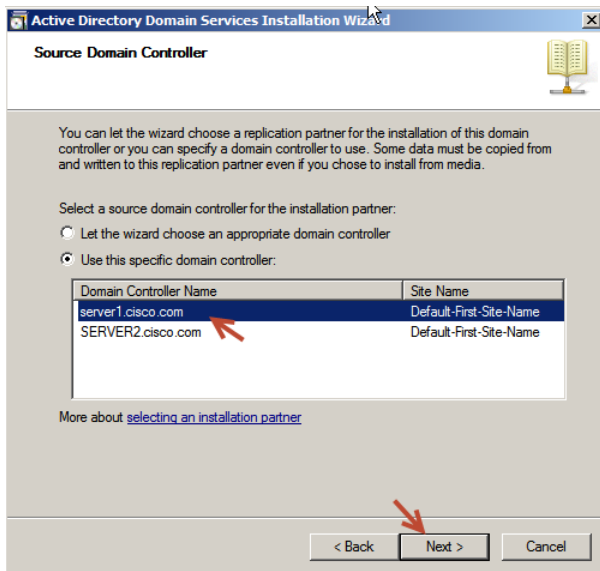 Active Directory Domain Services Installation Wizard
Source Domain Controller
You can let the wizard choose a replication partner for the installation of this domain
controller or you can specify a domain controller to use. Some data must be copied from
and written to this replication partner even if you chose to install from media.
Select a source domain controller for the installation partner:
Let the wizard choose an appropriate domain controller
Use this specific domain controller:
Domain Controller Name Site Name
server1.cisco.com Default-First-Site-Name
SERVER2.cisco.com Default-First-Site-Name
More about selecting an installation partner
< Back Next > Cancel